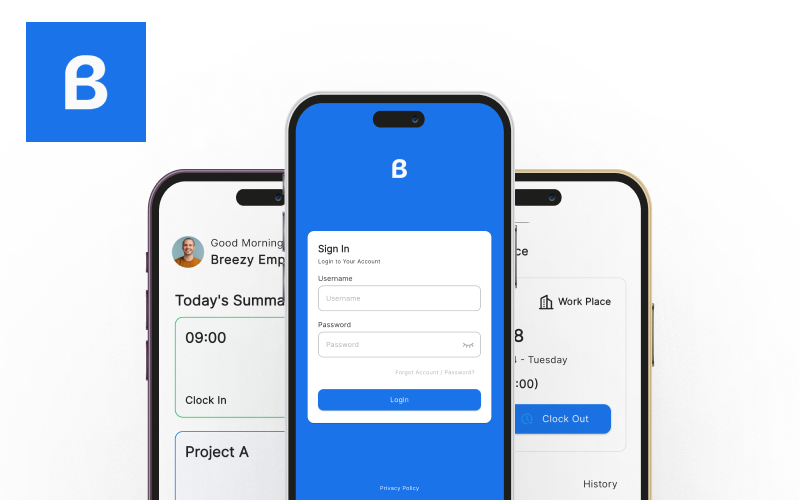 B
B
Good Morning
Breezy Emp
Today's Summa
09:00
Clock In
Project A
Sign In
Login to Your Account
Username
Username
Password
Password
Forgot Account / Password?
Login
Privacy Policy
ce
Work Place
8
- Tuesday
:00)
Clock Out
History